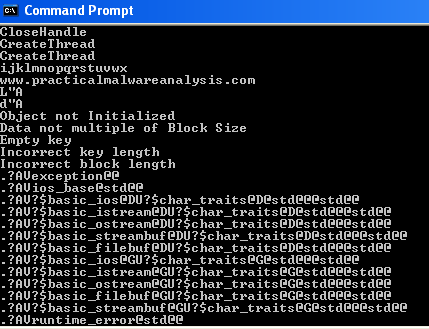 Command Prompt
CloseHandle
CreateThread
CreateThread
ijklmnopqrstuvwx
www.practicalmalwareanalysis.com
L"A
d"A
Object not Initialized
Data not multiple of Block Size
Empty key
Incorrect key length
Incorrect block length
.?AVexception@@
.?AVios_base@std@@
.?AV?$basic_ios@DU?$char_traits@D@std@@@std@@
.?AV?$basic_istream@DU?$char_traits@D@std@@@std@@
.?AV?$basic_ostream@DU?$char_traits@D@std@@@std@@
.?AV?$basic_streambuf@DU?$char_traits@D@std@@@std@@
.?AV?$basic_filebuf@DU?$char_traits@D@std@@@std@@
.?AV?$basic_ios@GU?$char_traits@G@std@@@std@@
.?AV?$basic_istream@GU?$char_traits@G@std@@@std@@
.?AV?$basic_ostream@GU?$char_traits@G@std@@@std@@
.?AV?$basic_filebuf@GU?$char_traits@G@std@@@std@@
.?AV?$basic_streambuf@GU?$char_traits@G@std@@@std@@
.?AVruntime_error@std@@